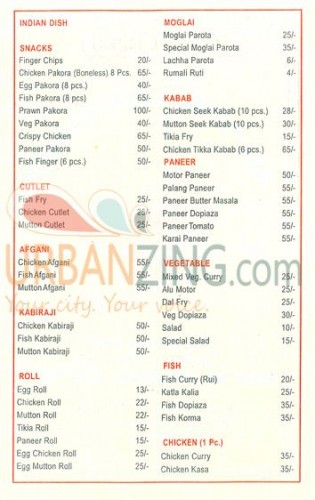 INDIAN DISH
SNACKS
Finger Chips 20/-
Chicken Pakora (Boneless) 8 Pcs. 65/-
Egg Pakora (8 pcs.) 40/-
Fish Pakora (8 pcs) 65/-
Prawn Pakora 100/-
Veg Pakora 40/-
Crispy Chicken 65/-
Paneer Pakora 50/-
Fish Finger (6 pcs.) 50/-
CUTLET
Fish Fry 25/-
Chicken Cutlet 25/-
Mutton Cutlet 25/-
AFGANI
Chicken Afgani 55/-
Fish Afgani 55/-
Mutton Afgani 55/-
KABIRAJI
Chicken Kabiraji 50/-
Fish Kabiraji 50/-
Mutton Kabiraji 50/-
ROLL
Egg Roll 13/-
Chicken Roll 22/-
Mutton Roll 22/-
Tikia Roll 15/-
Paneer Roll 15/-
Egg Chicken Roll 25/-
Egg Mutton Roll 25/-
MOGLAI
Moglai Parota 25/-
Special Moglai Parota 35/-
Lachha Parota 6/-
Rumali Ruti 4/-
KABAB
Chicken Seek Kabab (10 pcs.) 28/-
Mutton Seek Kabab (10 pcs.) 30/-
Tikia Fry 15/-
Chicken Tikka Kabab (6 pcs.) 65/-
PANEER
Motor Paneer 50/-
Palang Paneer 55/-
Paneer Butter Masala 55/-
Paneer Dopiaza 55/-
Paneer Tomato 55/-
Karai Paneer 55/-
VEGETABLE
Mixed Veg. Curry 25/-
Alu Motor 25/-
Dal Fry 25/-
Veg Dopiaza 30/-
Salad 10/-
Special Salad 15/-
FISH
Fish Curry (Rui) 20/-
Katla Kalia 25/-
Fish Dopiaza 35/-
Fish Korma 35/-
CHICKEN (1 Pc.)
Chicken Curry 35/-
Chicken Kasa 35/-
URBANZING.com
Your city. Your voice.